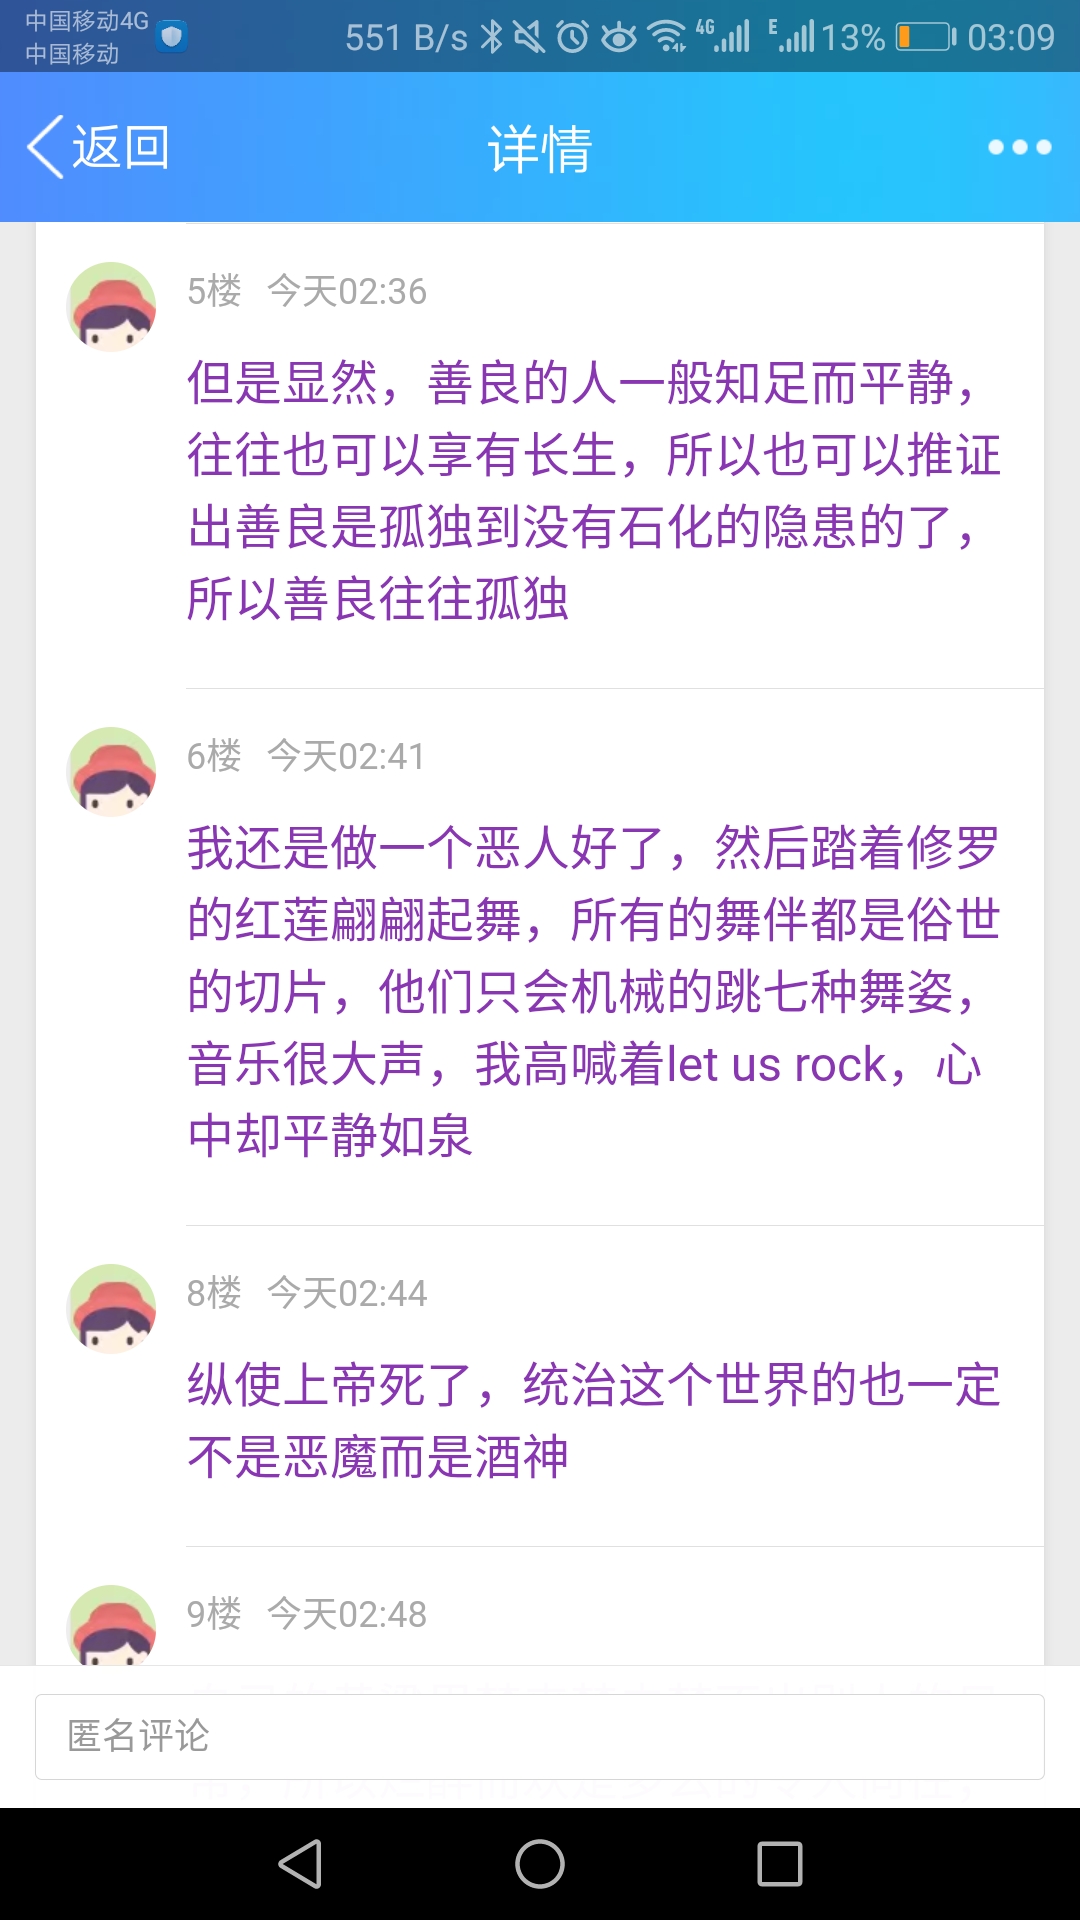 中国移动4G
中国移动
551 B/s
4G
E
13%
03:09
返回
详情
5楼 今天02:36
但是显然，善良的人一般知足而平静，
往往也可以享有长生，所以也可以推证
出善良是孤独到没有石化的隐患的了，
所以善良往往孤独
6楼 今天02:41
我还是做一个恶人好了，然后踏着修罗
的红莲翩翩起舞，所有的舞伴都是俗世
的切片，他们只会机械的跳七种舞姿，
音乐很大声，我高喊着let us rock，心
中却平静如泉
8楼 今天02:44
纵使上帝死了，统治这个世界的也一定
不是恶魔而是酒神
9楼 今天02:48
匿名评论